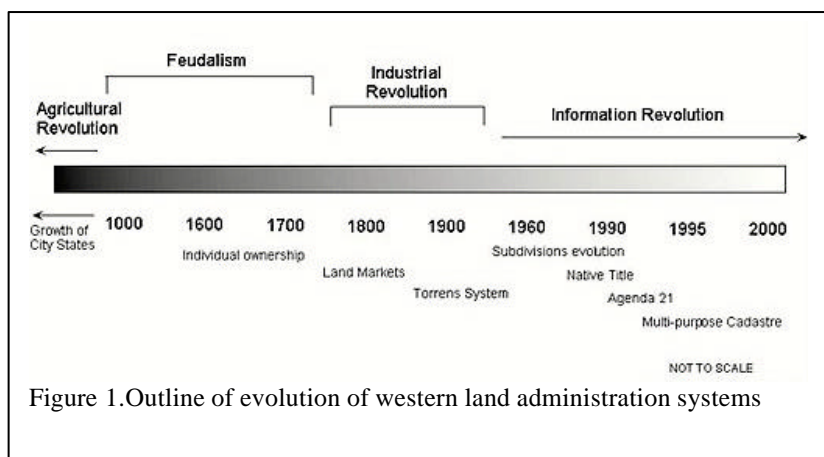 Feudalism
Industrial
Revolution
Agricultural
Revolution
Information Revolution
Growth of
City States
1000 1600 1700 1800 1900 1960 1990 1995 2000
Individual ownership
Subdivisions evolution
Land Markets
Native Title
Torrens System
Agenda 21
Multi-purpose Cadastre
NOT TO SCALE
Figure 1.Outline of evolution of western land administration systems